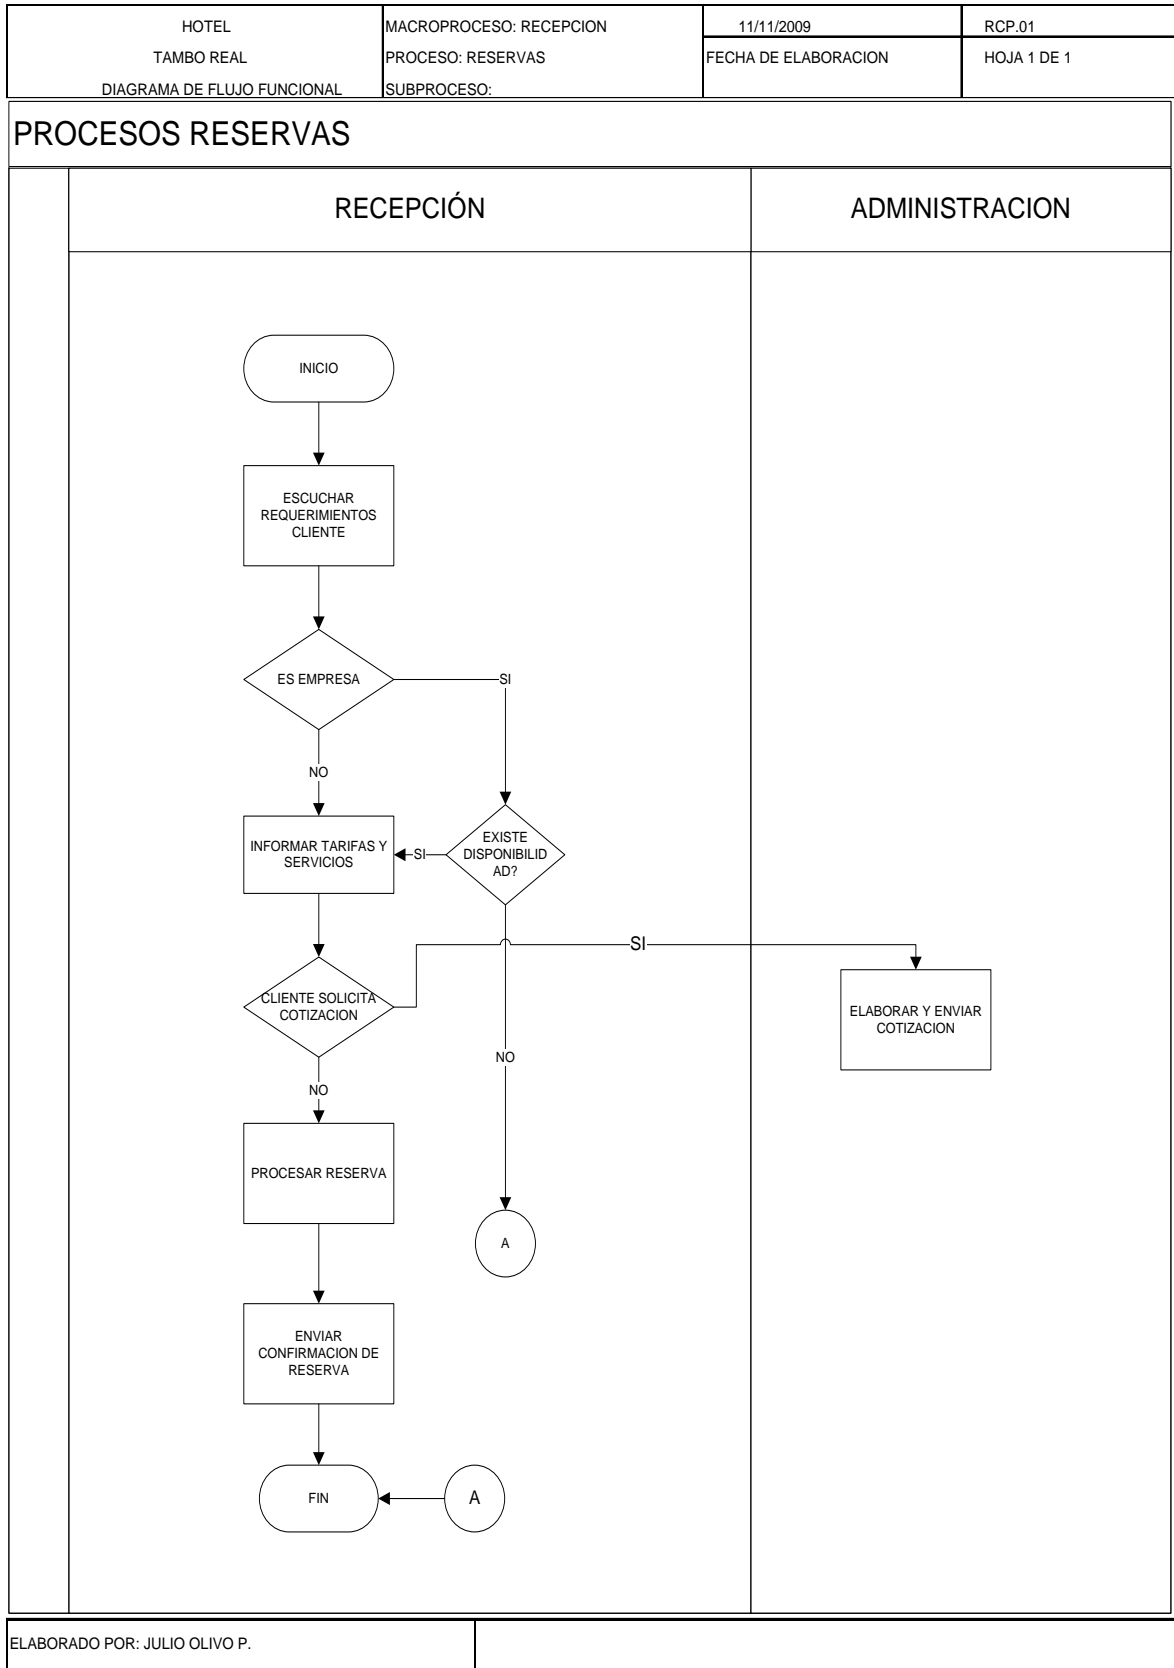 HOTEL
TAMBO REAL
DIAGRAMA DE FLUJO FUNCIONAL
MACROPROCESO: RECEPCION
PROCESO: RESERVAS
SUBPROCESO:
11/11/2009
FECHA DE ELABORACION
RCP.01
HOJA 1 DE 1
PROCESOS RESERVAS
RECEPCIÓN
ADMINISTRACION
INICIO
ESCUCHAR
REQUERIMIENTOS
CLIENTE
ES EMPRESA
SI
NO
INFORMAR TARIFAS Y
SERVICIOS
SI
EXISTE
DISPONIBILID
AD?
SI
CLIENTE SOLICITA
COTIZACION
ELABORAR Y ENVIAR
COTIZACION
NO
NO
PROCESAR RESERVA
A
ENVIAR
CONFIRMACION DE
RESERVA
FIN
A
ELABORADO POR: JULIO OLIVO P.